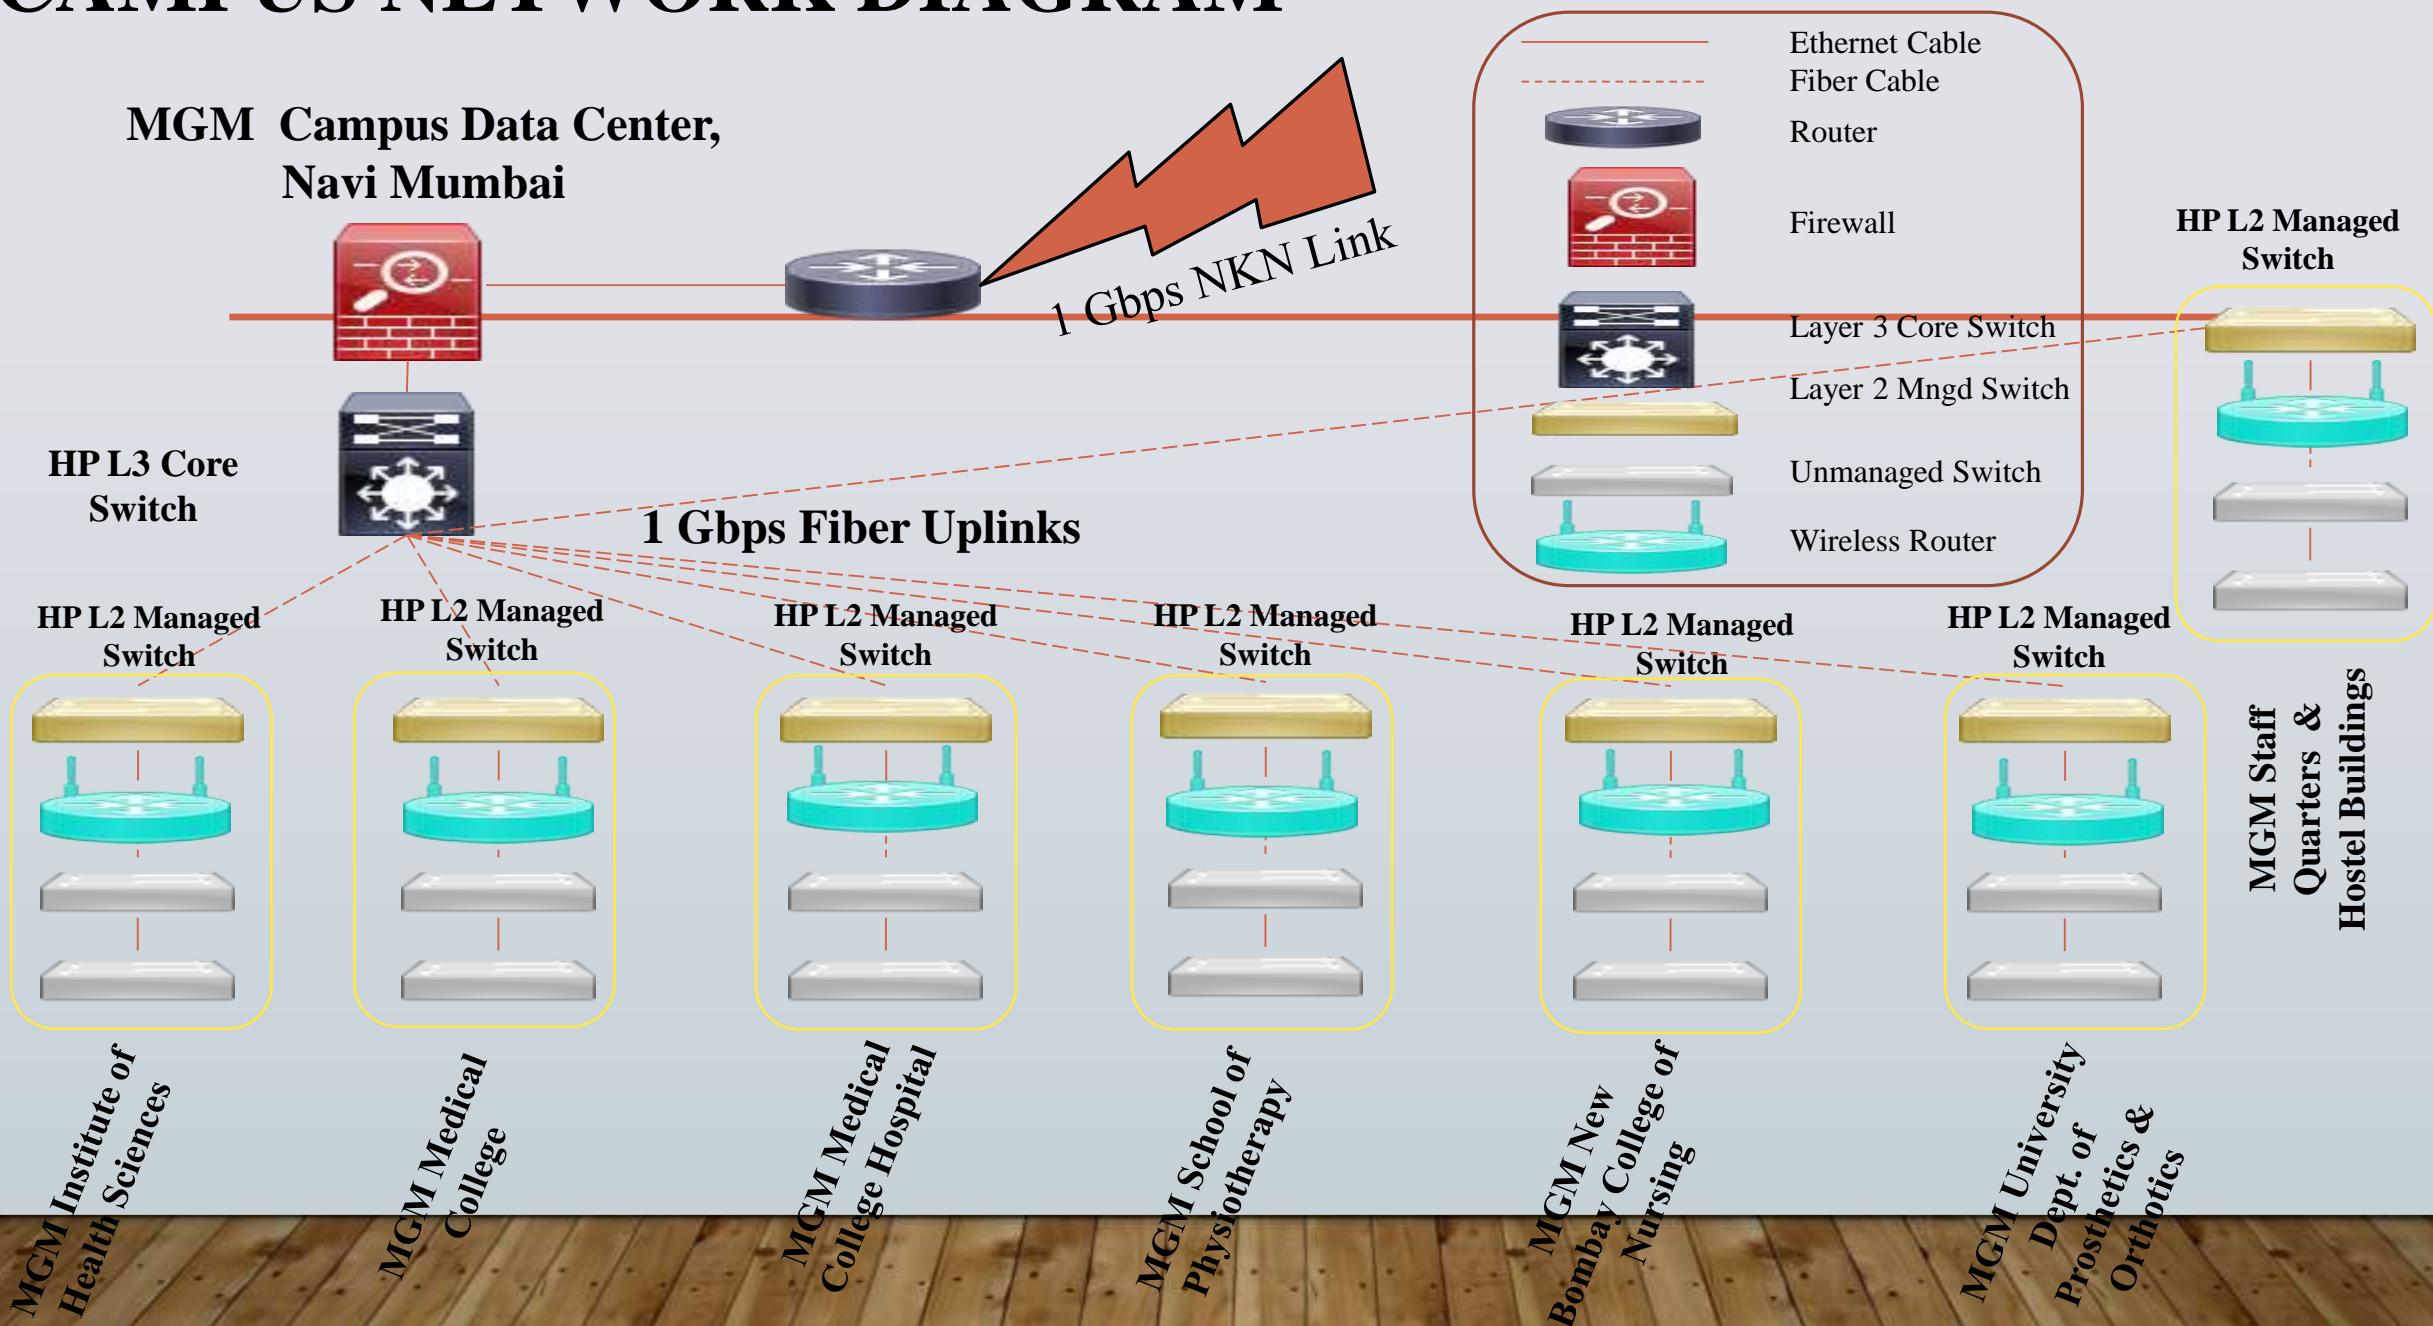 CAMPUS NETWORK DIAGRAM
MGM Campus Data Center,
Navi Mumbai
1 Gbps NKN Link
Ethernet Cable
Fiber Cable
Router
Firewall
Layer 3 Core Switch
Layer 2 Mngd Switch
Unmanaged Switch
Wireless Router
HP L2 Managed
Switch
HP L3 Core
Switch
1 Gbps Fiber Uplinks
HP L2 Managed
Switch
HP L2 Managed
Switch
HP L2 Managed
Switch
HP L2 Managed
Switch
HP L2 Managed
Switch
HP L2 Managed
Switch
MGM Staff
Quarters &
Hostel Buildings
MGM Institute of
Health Sciences
MGM Medical
College
MGM Medical
College Hospital
MGM School of
Physiotherapy
MGM New
Bombay College of
Nursing
MGM University
Dept. of
Prosthetics &
Orthotics